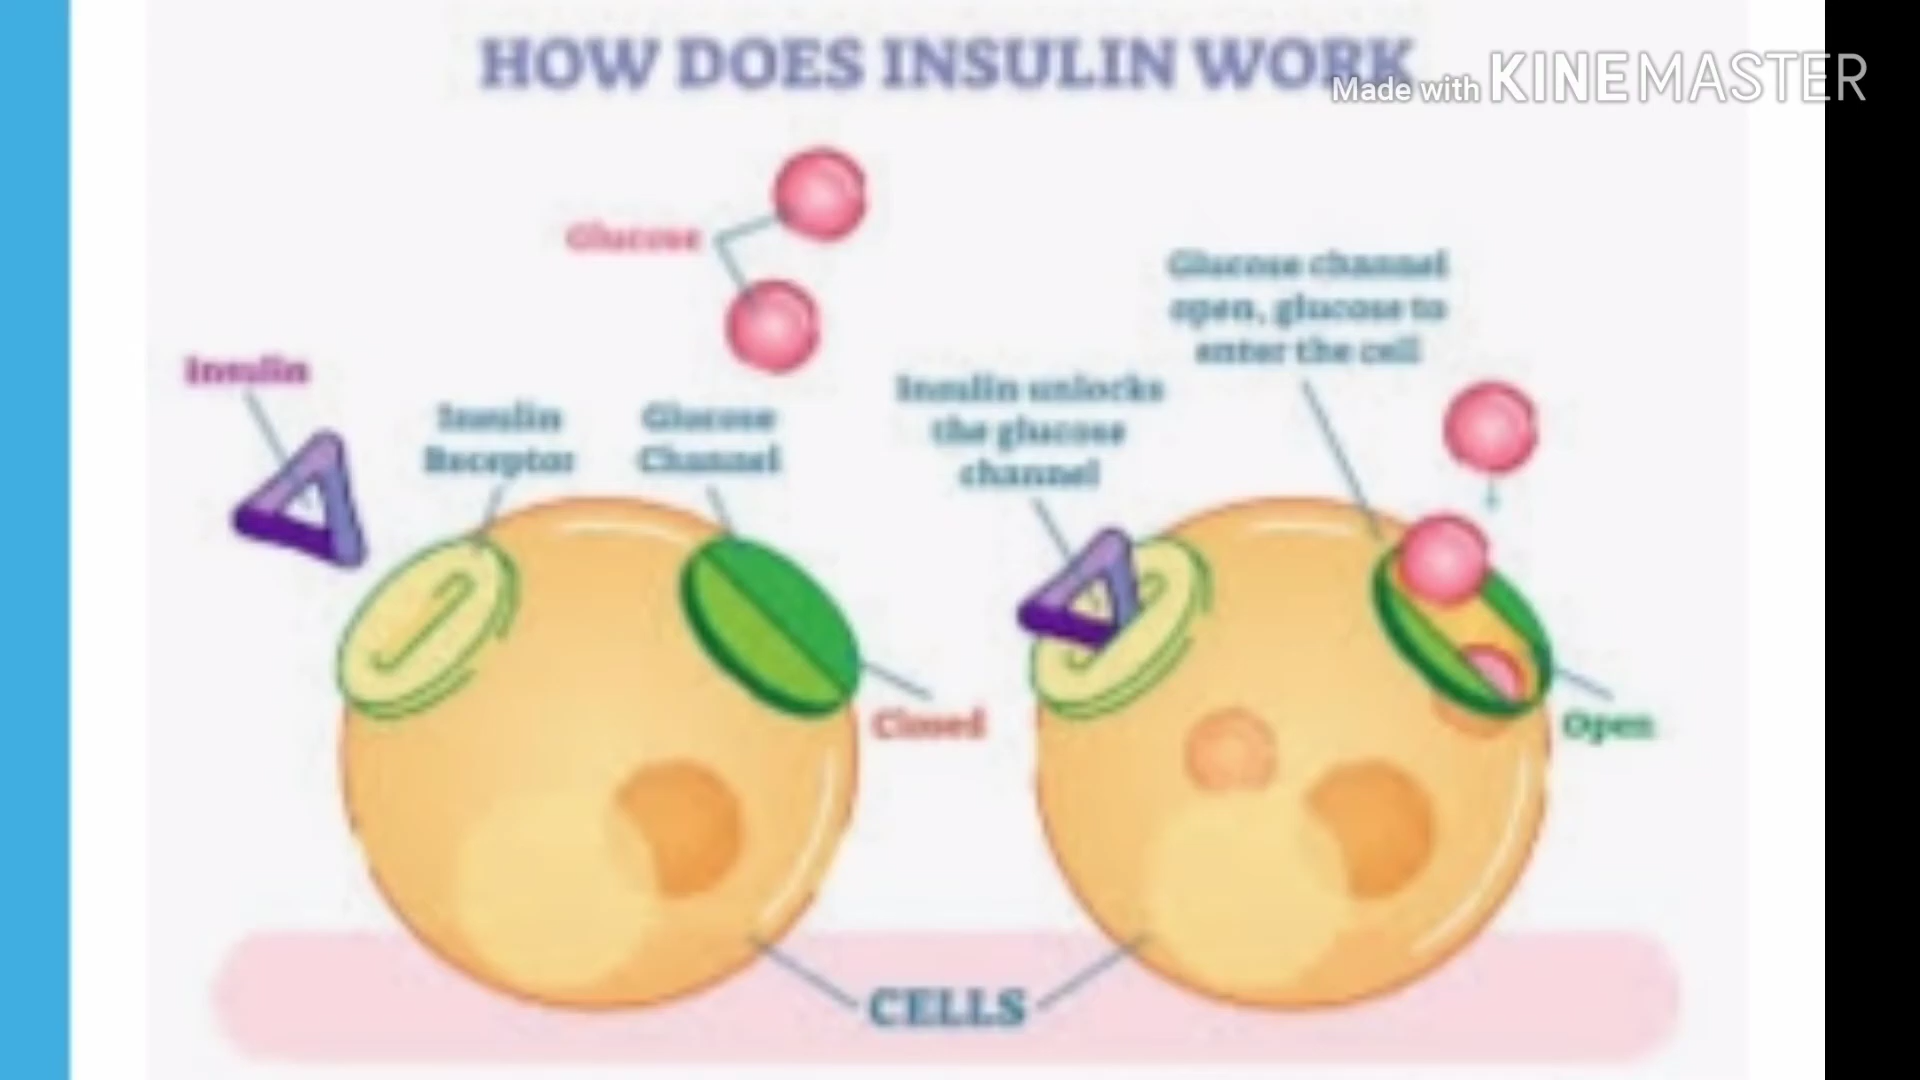 HOW DOES INSULIN WORK
Made with KINEMASTER
Glucose
Glucose channel
open, glucose to
enter the cell
Insulin
Insulin unlocks
the glucose
channel
Insulin
Receptor
Glucose
Channel
Closed
Open
CELLS